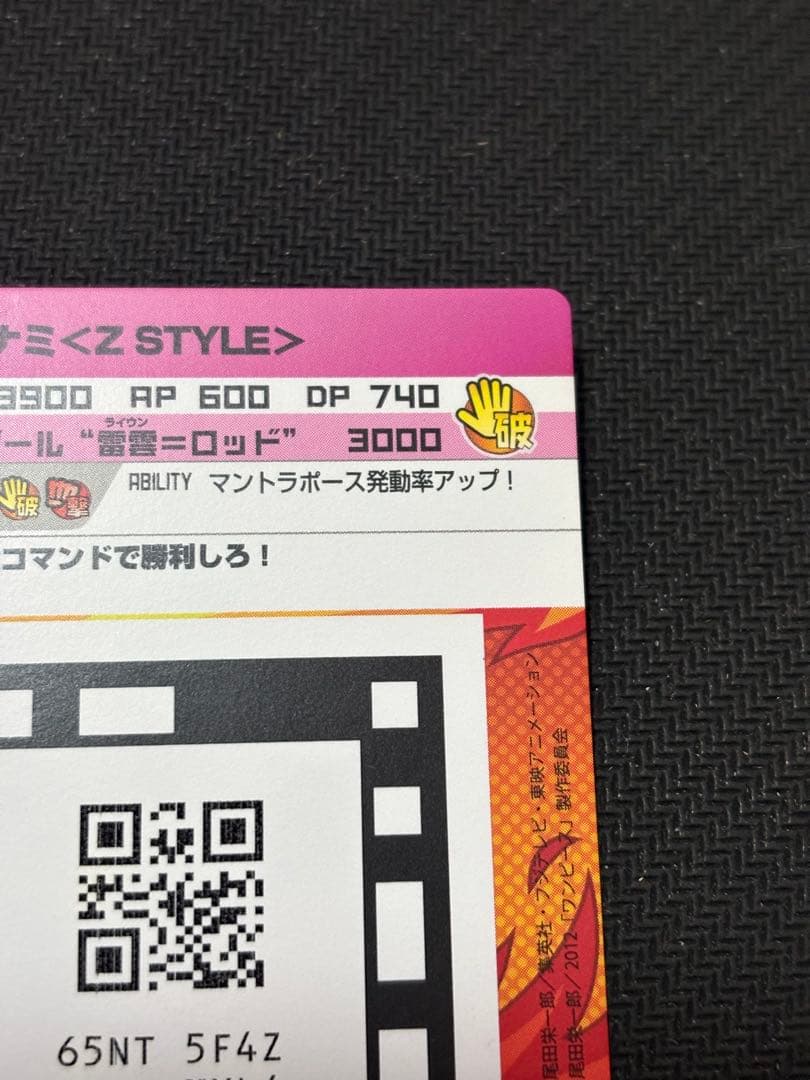 ナミ<Z STYLE>
3900 AP 600 DP 740
破
ライウン
ール “雷雲=ロッド” 3000
破 撃 ABILITY マントラポース発動率アップ！
コマンドで勝利しろ！
尾田栄一郎/集英社・フジテレビ・東映アニメーション
尾田栄一郎/2012「ワンピース」製作委員会
65NT 5F4Z